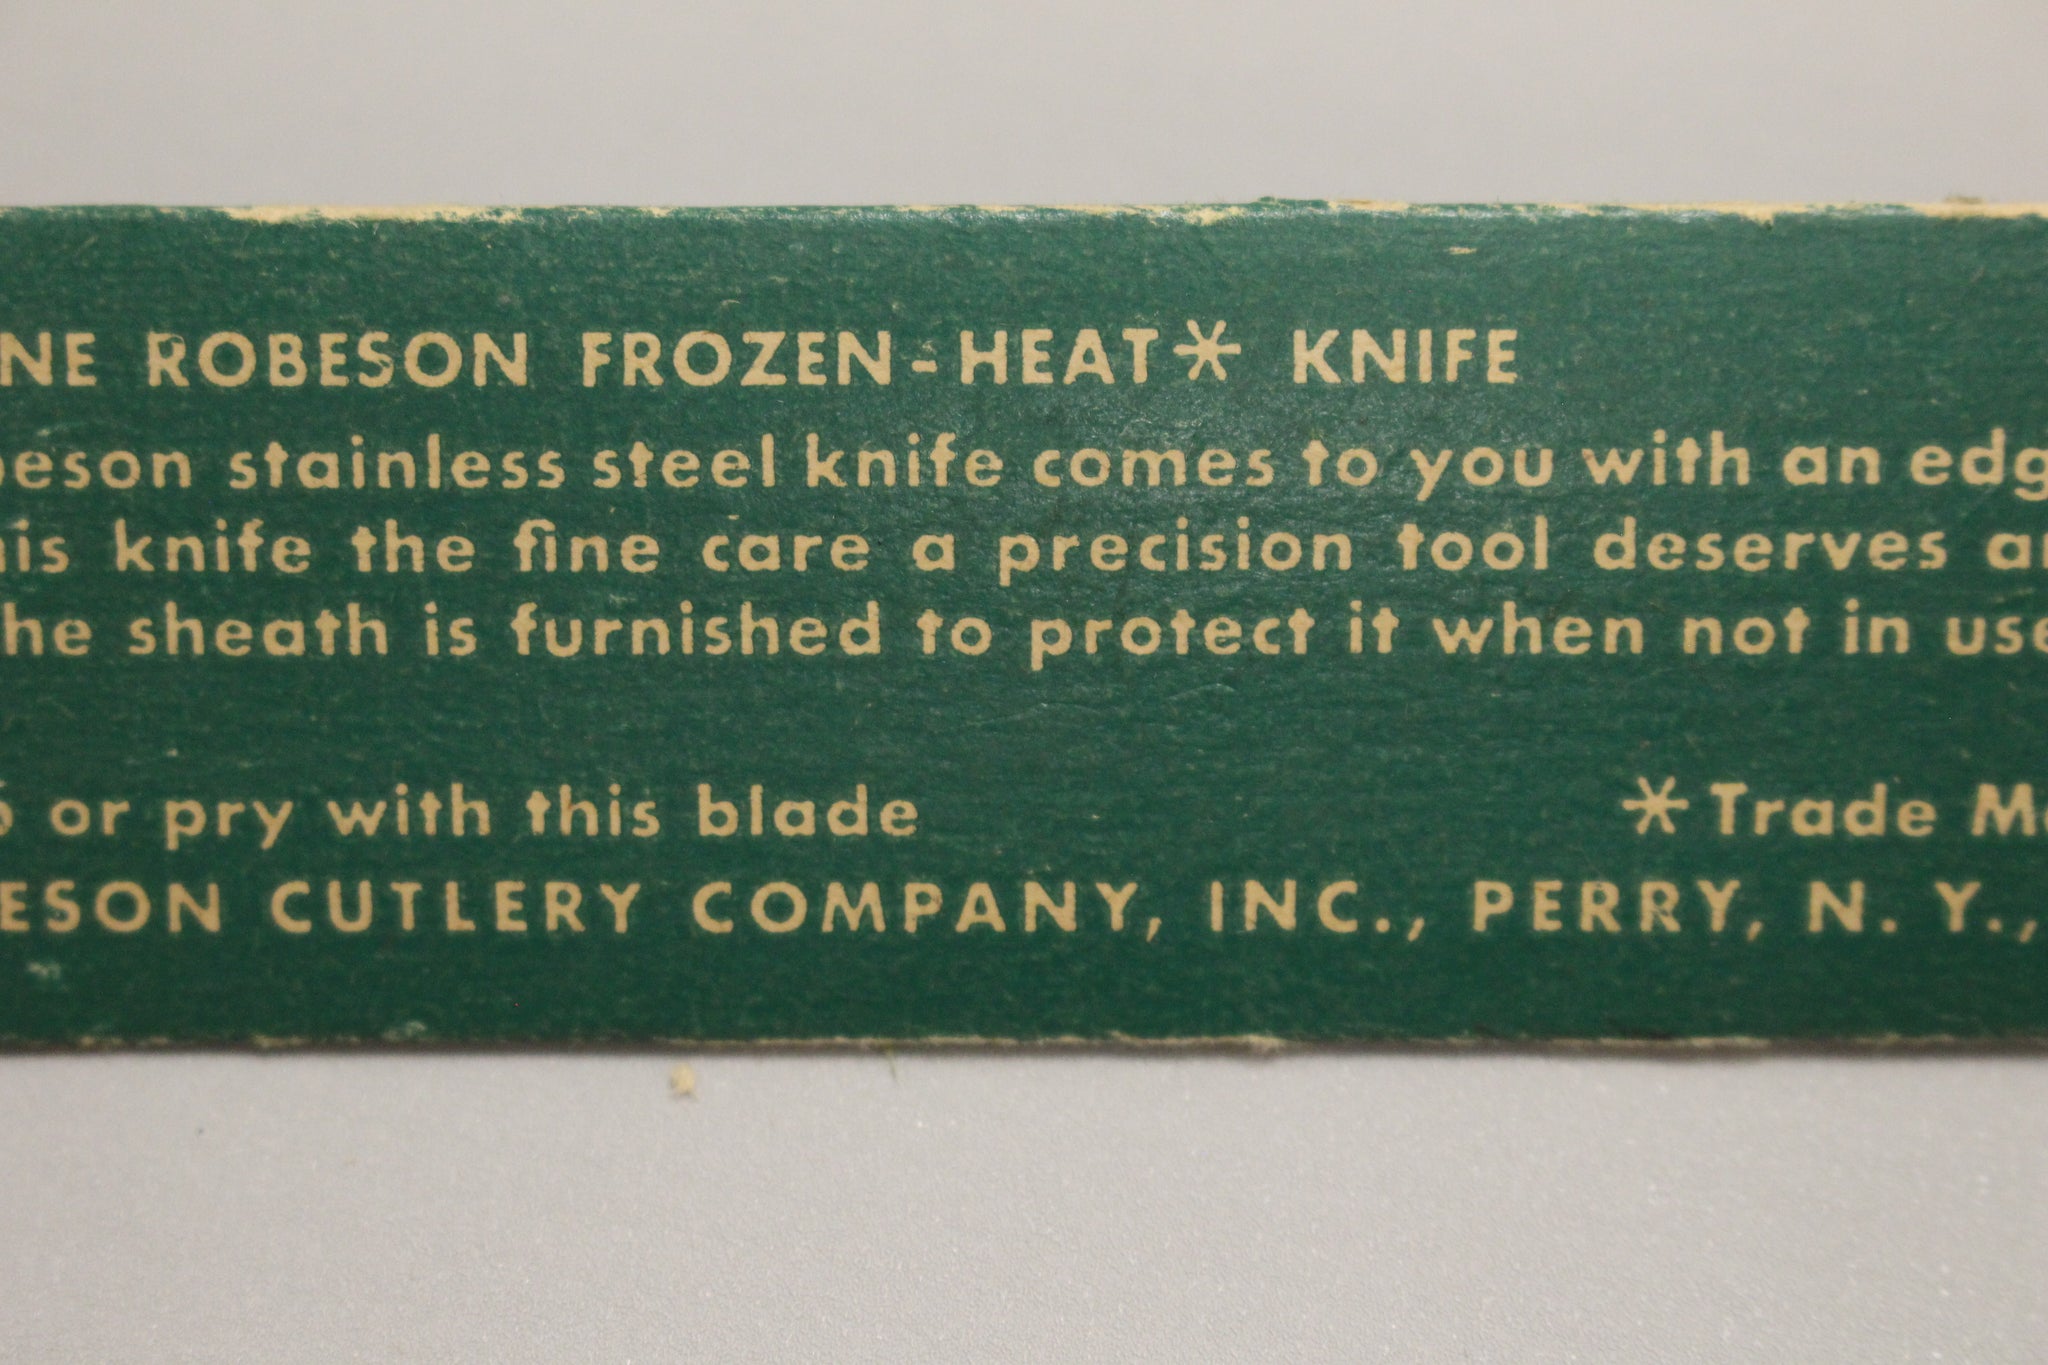 NE ROBESON FROZEN-HEAT* KNIFE
beson stainless steel knife comes to you with an edg
his knife the fine care a precision tool deserves a
he sheath is furnished to protect it when not in use
or pry with this blade *Trade M
ESON CUTLERY COMPANY, INC., PERRY, N. Y.,